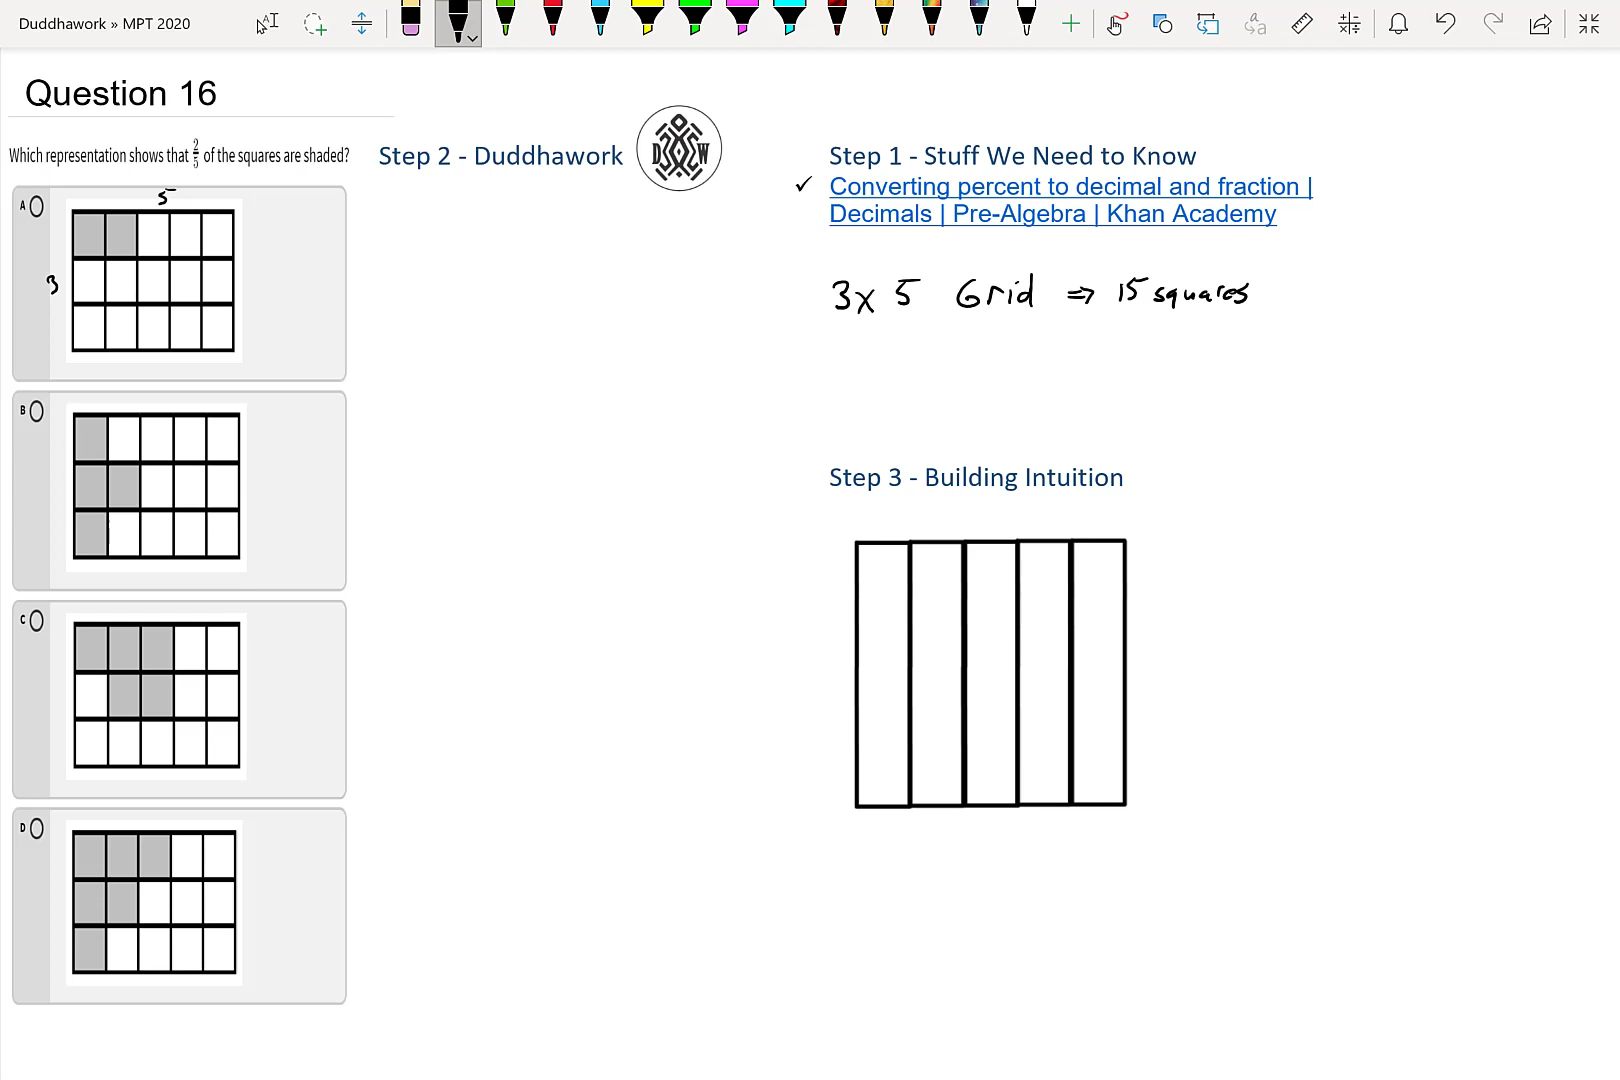 Duddhawork » MPT 2020
Question 16
Which representation shows that 2/5 of the squares are shaded?
Step 2 - Duddhawork
D W
Step 1 - Stuff We Need to Know
✓ Converting percent to decimal and fraction |
Decimals | Pre-Algebra | Khan Academy
3x5 Grid ⇒ 15 squares
A
5
3
B
C
D
Step 3 - Building Intuition